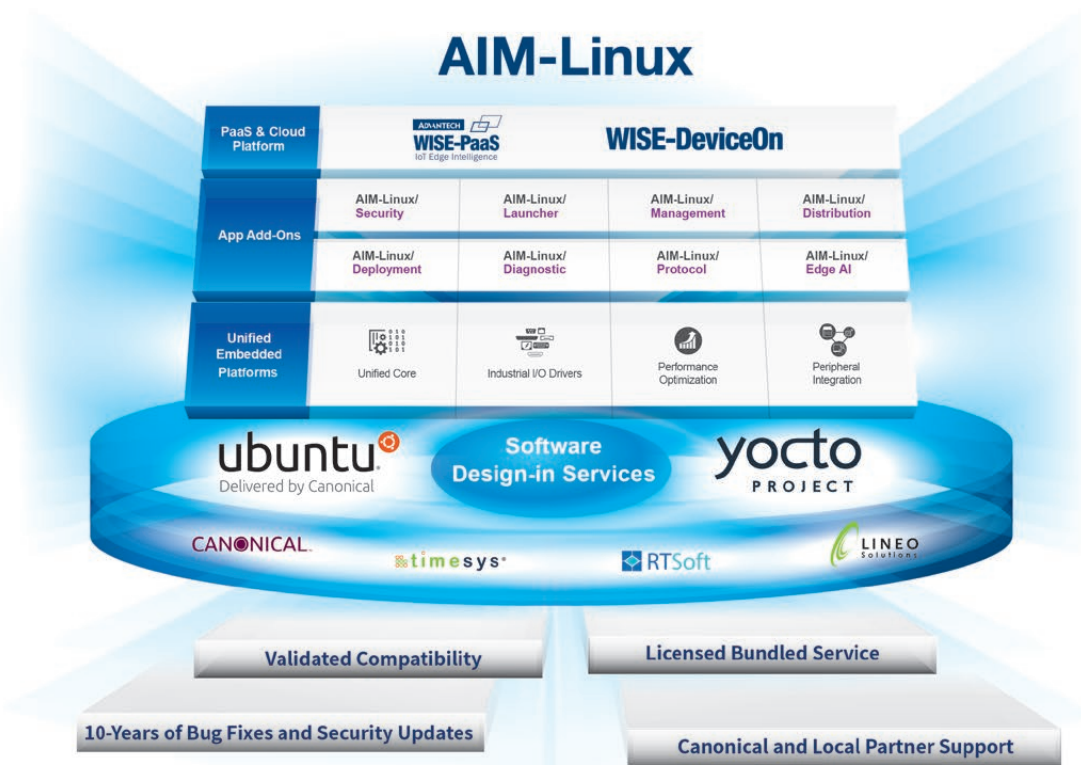 AIM-Linux
PaaS & Cloud
Platform
ADVANTECH
WISE-PaaS
IoT Edge Intelligence
WISE-DeviceOn
App Add-Ons
AIM-Linux/
Security
AIM-Linux/
Launcher
AIM-Linux/
Management
AIM-Linux/
Distribution
AIM-Linux/
Deployment
AIM-Linux/
Diagnostic
AIM-Linux/
Protocol
AIM-Linux/
Edge AI
Unified
Embedded
Platforms
010
101
010
101
Unified Core
Industrial I/O Drivers
Performance
Optimization
Peripheral
Integration
ubuntu
Delivered by Canonical
Software
Design-in Services
yocto
PROJECT
CANONICAL
timesys
RTSoft
LINEO
Solutions
Validated Compatibility
Licensed Bundled Service
10-Years of Bug Fixes and Security Updates
Canonical and Local Partner Support